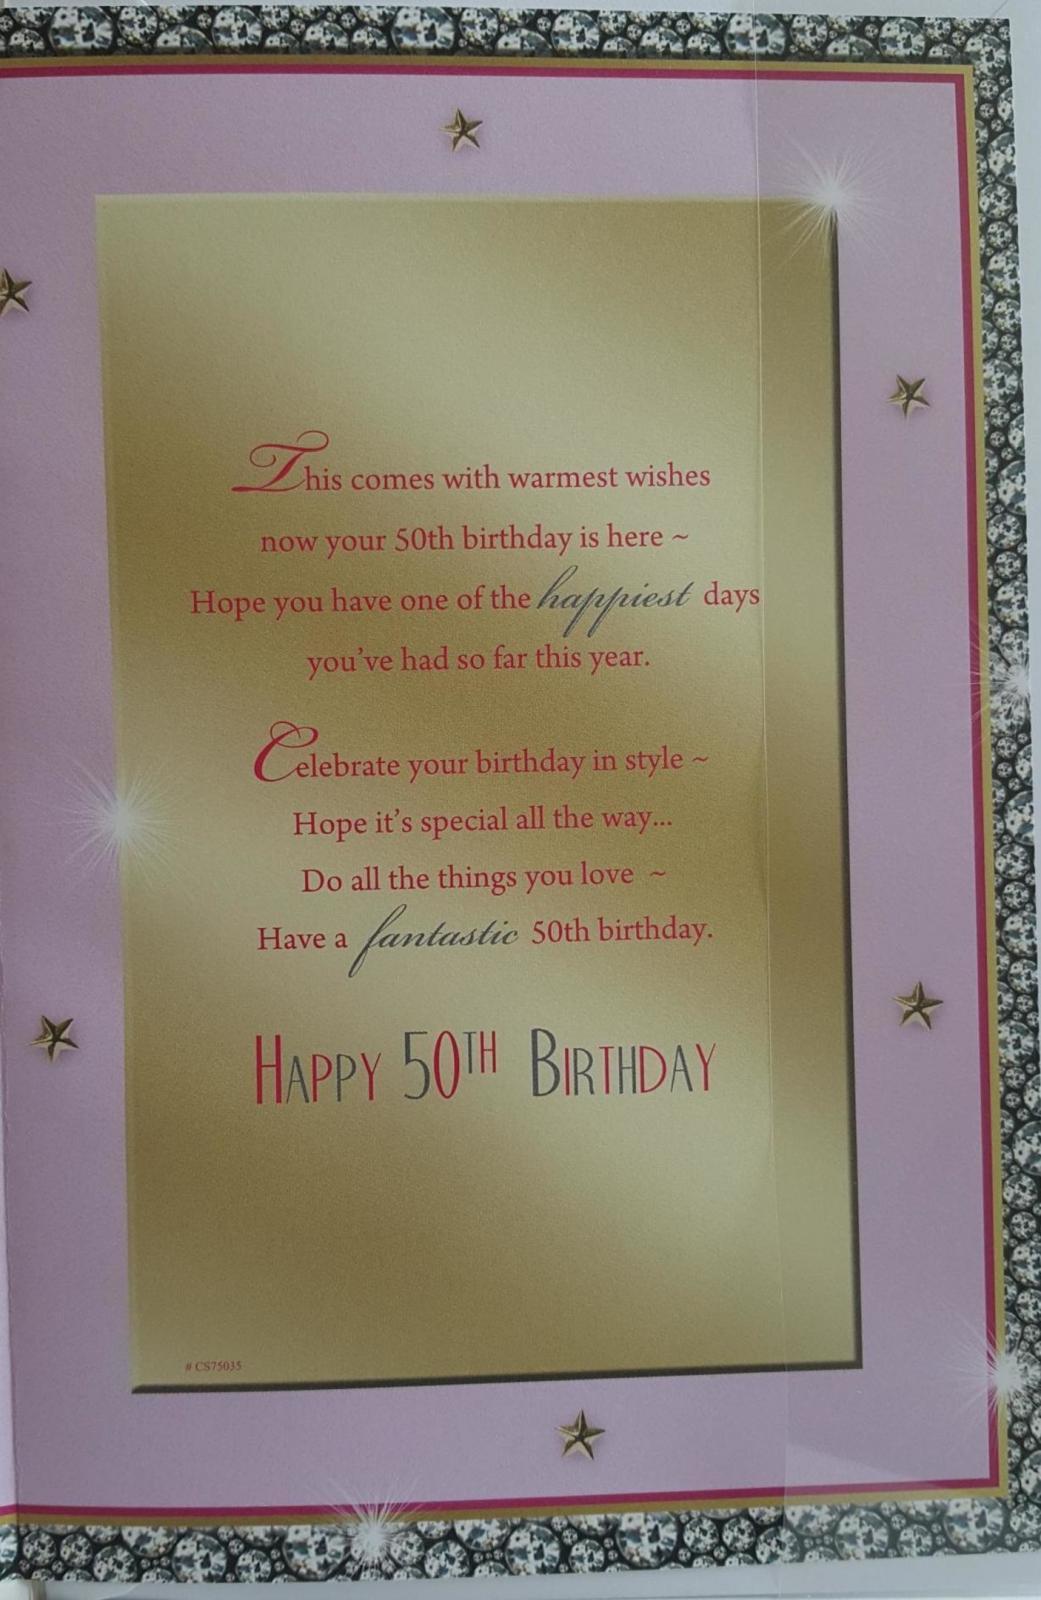 This comes with warmest wishes
now your 50th birthday is here ~
Hope you have one of the happiest days
you've had so far this year.
Celebrate your birthday in style ~
Hope it's special all the way...
Do all the things you love ~
Have a fantastic 50th birthday.
HAPPY 50TH BIRTHDAY
# CS75035